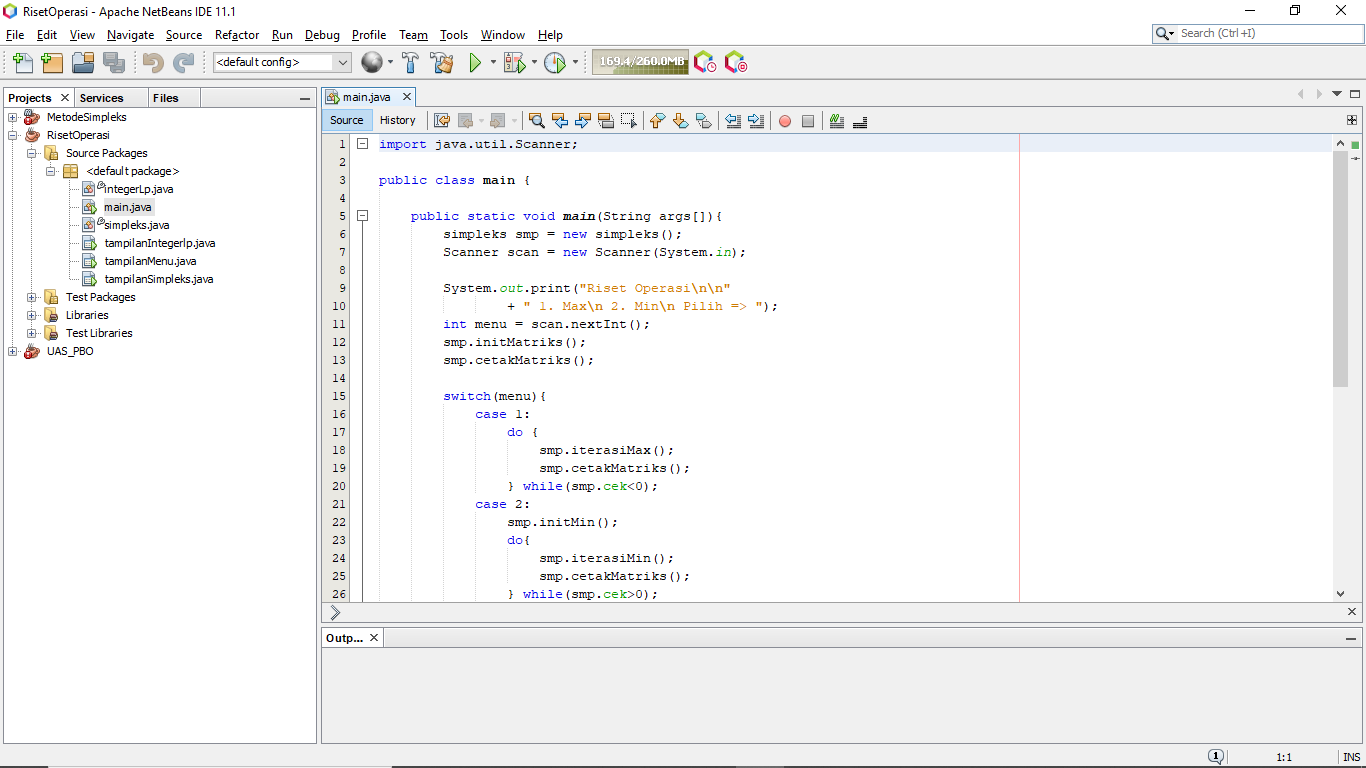 RisetOperasi - Apache NetBeans IDE 11.1
File Edit View Navigate Source Refactor Run Debug Profile Team Tools Window Help
Search (Ctrl+I)
<default config>
169.4/260.0MB
Projects Services Files
MetodeSimpleks
RisetOperasi
Source Packages
<default package>
integerLp.java
main.java
simpleks.java
tampilanIntegerlp.java
tampilanMenu.java
tampilanSimpleks.java
Test Packages
Libraries
Test Libraries
UAS_PBO
main.java
Source History
1 import java.util.Scanner;
2
3 public class main {
4
5 public static void main(String args[]){
6 simpleks smp = new simpleks();
7 Scanner scan = new Scanner(System.in);
8
9 System.out.print("Riset Operasi\n\n"
10 + " 1. Max\n 2. Min\n Pilih => ");
11 int menu = scan.nextInt();
12 smp.initMatriks();
13 smp.cetakMatriks();
14
15 switch(menu){
16 case 1:
17 do {
18 smp.iterasiMax();
19 smp.cetakMatriks();
20 } while(smp.cek<0);
21 case 2:
22 smp.initMin();
23 do{
24 smp.iterasiMin();
25 smp.cetakMatriks();
26 } while(smp.cek>0);
Outp...
1 1:1 INS